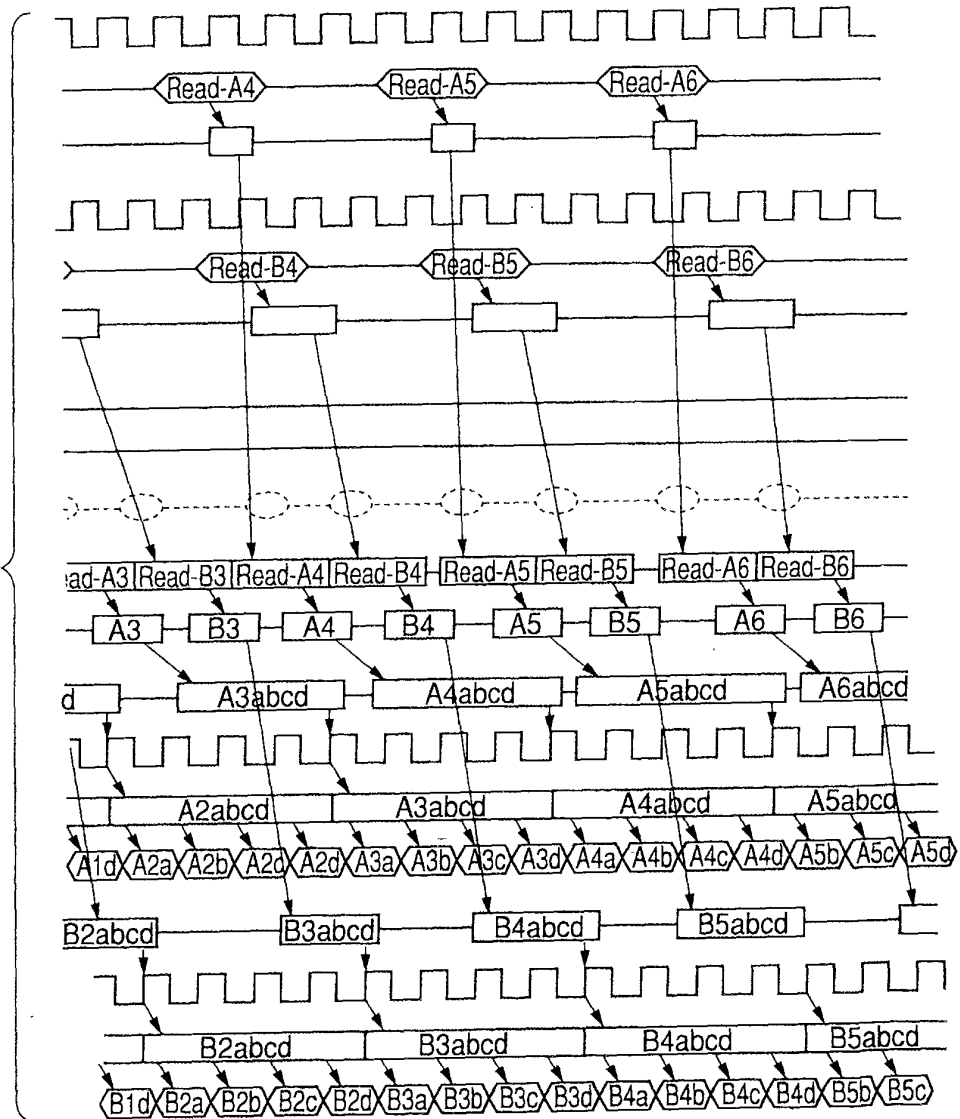 Read-A4 Read-A5 Read-A6
Read-B4 Read-B5 Read-B6
ead-A3 Read-B3 Read-A4 Read-B4 Read-A5 Read-B5 Read-A6 Read-B6
A3 B3 A4 B4 A5 B5 A6 B6
d A3abcd A4abcd A5abcd A6abcd
A2abcd A3abcd A4abcd A5abcd
A1d A2a A2b A2c A2d A3a A3b A3c A3d A4a A4b A4c A4d A5b A5c A5d
B2abcd B3abcd B4abcd B5abcd
B2abcd B3abcd B4abcd B5abcd
B1d B2a B2b B2c B2d B3a B3b B3c B3d B4a B4b B4c B4d B5b B5c